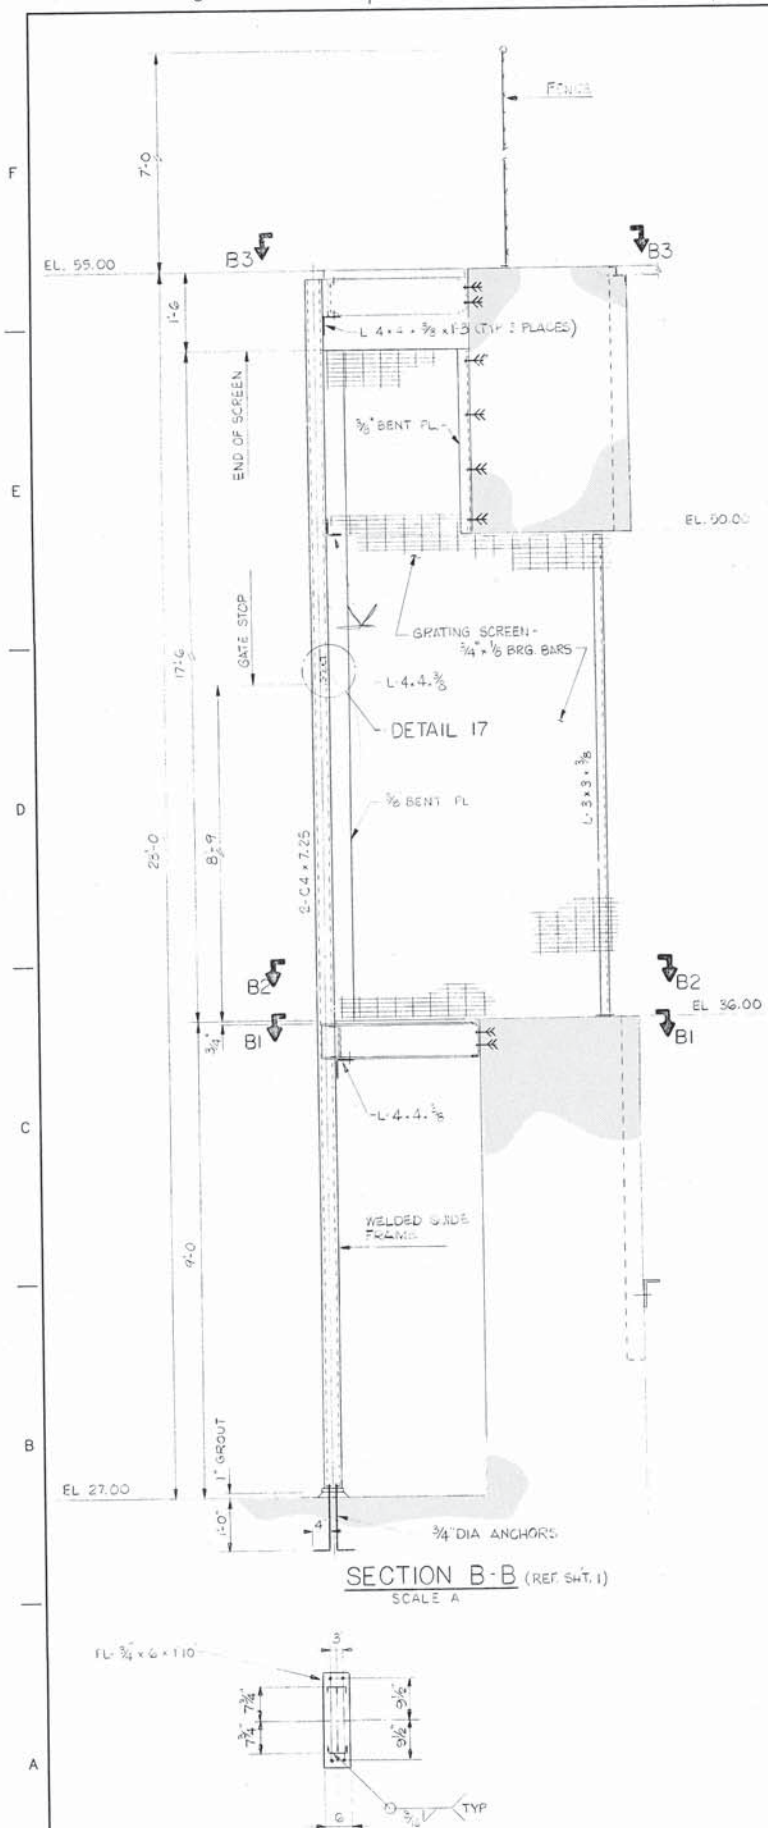 FENCE
F
7'-0
B3
B3
EL. 55.00
1'-6
L 4 x 4 x 3/8 x 1-3 (TYP 2 PLACES)
END OF SCREEN
3/8" BENT PL
E
EL. 50.00
GATE STOP
GRATING SCREEN -
3/4" x 1/8 BRG. BARS
17'-6
L-4 x 4 x 3/8
DETAIL 17
L-3 x 3 x 3/8
3/8 BENT PL
D
28'-0
8'-9
2-C4 x 7.25
B2
B2
EL 36.00
3/4"
B1
B1
L-4 x 4 x 3/8
C
WELDED GUIDE
FRAME
9'-0
B
1" GROUT
EL 27.00
1'-0"
4"
3/4" DIA ANCHORS
SECTION B-B (REF. SHT. 1)
SCALE A
3
PL-3/4" x 6 x 1'10
7 3/4"
9 1/2"
7 3/4"
9 1/2"
A
3/16
TYP
6